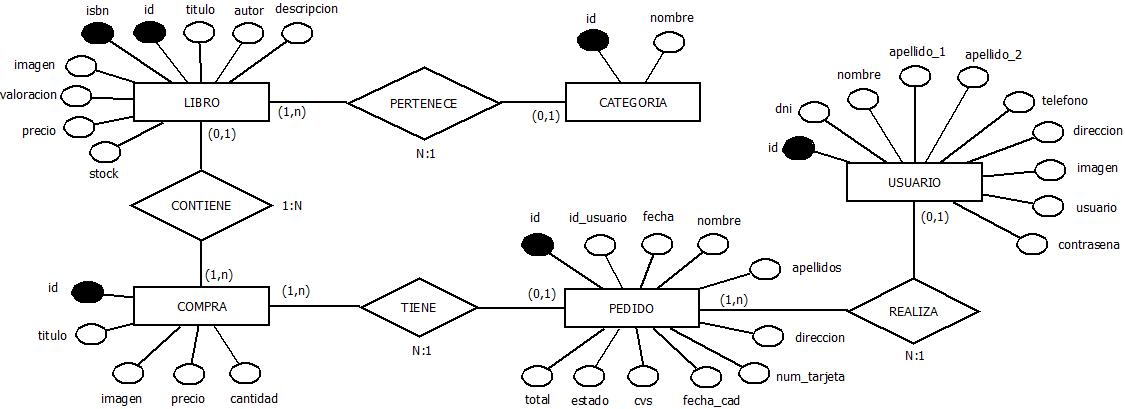 isbn
id
titulo
autor
descripcion
imagen
valoracion
precio
stock
LIBRO
(1,n)
(0,1)
PERTENECE
N:1
id
nombre
(0,1)
CATEGORIA
apellido_1
apellido_2
nombre
telefono
dni
direccion
id
imagen
usuario
contrasena
USUARIO
(0,1)
CONTIENE
1:N
(1,n)
id
titulo
COMPRA
(1,n)
imagen
precio
cantidad
TIENE
N:1
id
id_usuario
fecha
nombre
apellidos
(0,1)
PEDIDO
(1,n)
direccion
num_tarjeta
total
estado
cvs
fecha_cad
REALIZA
N:1